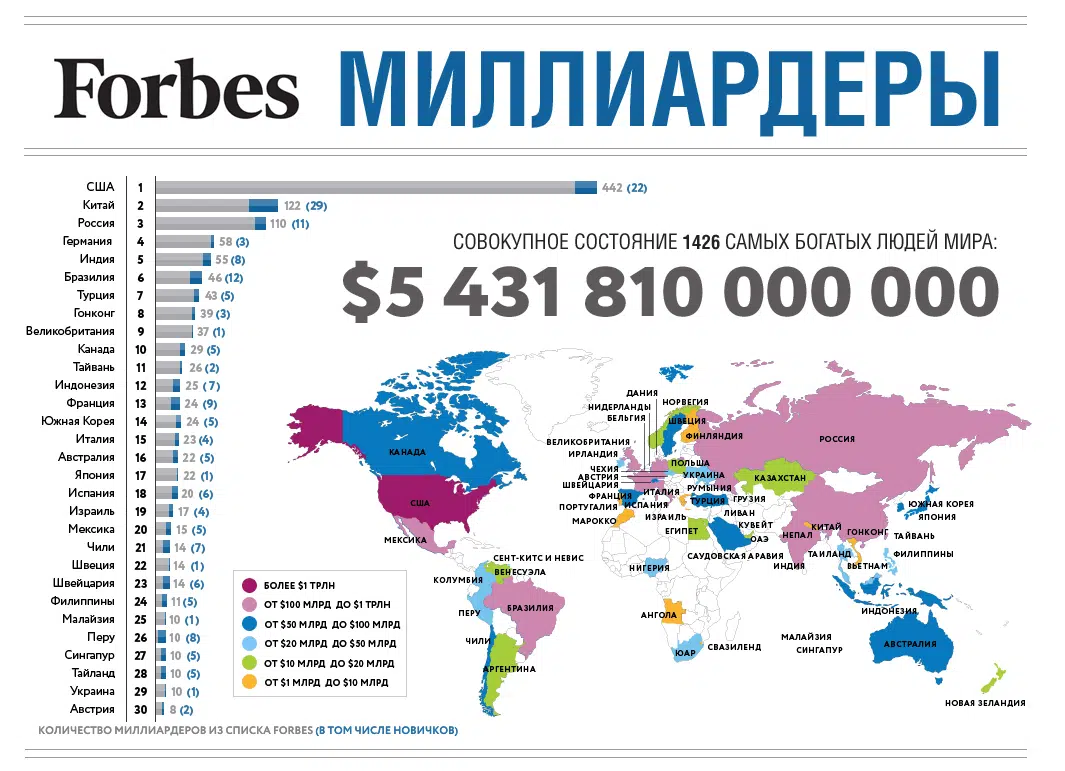 Forbes МИЛЛИАРДЕРЫ
США 1 442 (22)
Китай 2 122 (29)
Россия 3 110 (11)
Германия 4 58 (3)
Индия 5 55 (8)
Бразилия 6 46 (12)
Турция 7 43 (5)
Гонконг 8 39 (3)
Великобритания 9 37 (1)
Канада 10 29 (5)
Тайвань 11 26 (2)
Индонезия 12 25 (7)
Франция 13 24 (9)
Южная Корея 14 24 (5)
Италия 15 23 (4)
Австралия 16 22 (5)
Япония 17 22 (1)
Испания 18 20 (6)
Израиль 19 17 (4)
Мексика 20 15 (5)
Чили 21 14 (7)
Швеция 22 14 (1)
Швейцария 23 14 (6)
Филиппины 24 11 (5)
Малайзия 25 10 (1)
Перу 26 10 (8)
Сингапур 27 10 (5)
Тайланд 28 10 (5)
Украина 29 10 (1)
Австрия 30 8 (2)
КОЛИЧЕСТВО МИЛЛИАРДЕРОВ ИЗ СПИСКА FORBES (В ТОМ ЧИСЛЕ НОВИЧКОВ)
СОВОКУПНОЕ СОСТОЯНИЕ 1426 САМЫХ БОГАТЫХ ЛЮДЕЙ МИРА:
$5 431 810 000 000
БОЛЕЕ $1 ТРЛН
ОТ $100 МЛРД ДО $1 ТРЛН
ОТ $50 МЛРД ДО $100 МЛРД
ОТ $20 МЛРД ДО $50 МЛРД
ОТ $10 МЛРД ДО $20 МЛРД
ОТ $1 МЛРД ДО $10 МЛРД
КАНАДА
США
МЕКСИКА
СЕНТ-КИТС И НЕВИС
ВЕНЕСУЭЛА
КОЛУМБИЯ
ПЕРУ
БРАЗИЛИЯ
ЧИЛИ
АРГЕНТИНА
ДАНИЯ
НОРВЕГИЯ
НИДЕРЛАНДЫ
БЕЛЬГИЯ
ШВЕЦИЯ
ФИНЛЯНДИЯ
РОССИЯ
ВЕЛИКОБРИТАНИЯ
ИРЛАНДИЯ
ПОЛЬША
ЧЕХИЯ
АВСТРИЯ
ШВЕЙЦАРИЯ
УКРАИНА
КАЗАХСТАН
РУМЫНИЯ
ФРАНЦИЯ
ИТАЛИЯ
ТУРЦИЯ
ГРУЗИЯ
ПОРТУГАЛИЯ
ИСПАНИЯ
ЛИВАН
МАРОККО
ИЗРАИЛЬ
КУВЕЙТ
ЕГИПЕТ
ОАЭ
САУДОВСКАЯ АРАВИЯ
НИГЕРИЯ
АНГОЛА
ЮАР
СВАЗИЛЕНД
ЮЖНАЯ КОРЕЯ
ЯПОНИЯ
КИТАЙ
НЕПАЛ
ГОНКОНГ
ТАЙВАНЬ
ТАИЛАНД
ФИЛИППИНЫ
ИНДИЯ
ВЬЕТНАМ
ИНДОНЕЗИЯ
МАЛАЙЗИЯ
СИНГАПУР
АВСТРАЛИЯ
НОВАЯ ЗЕЛАНДИЯ